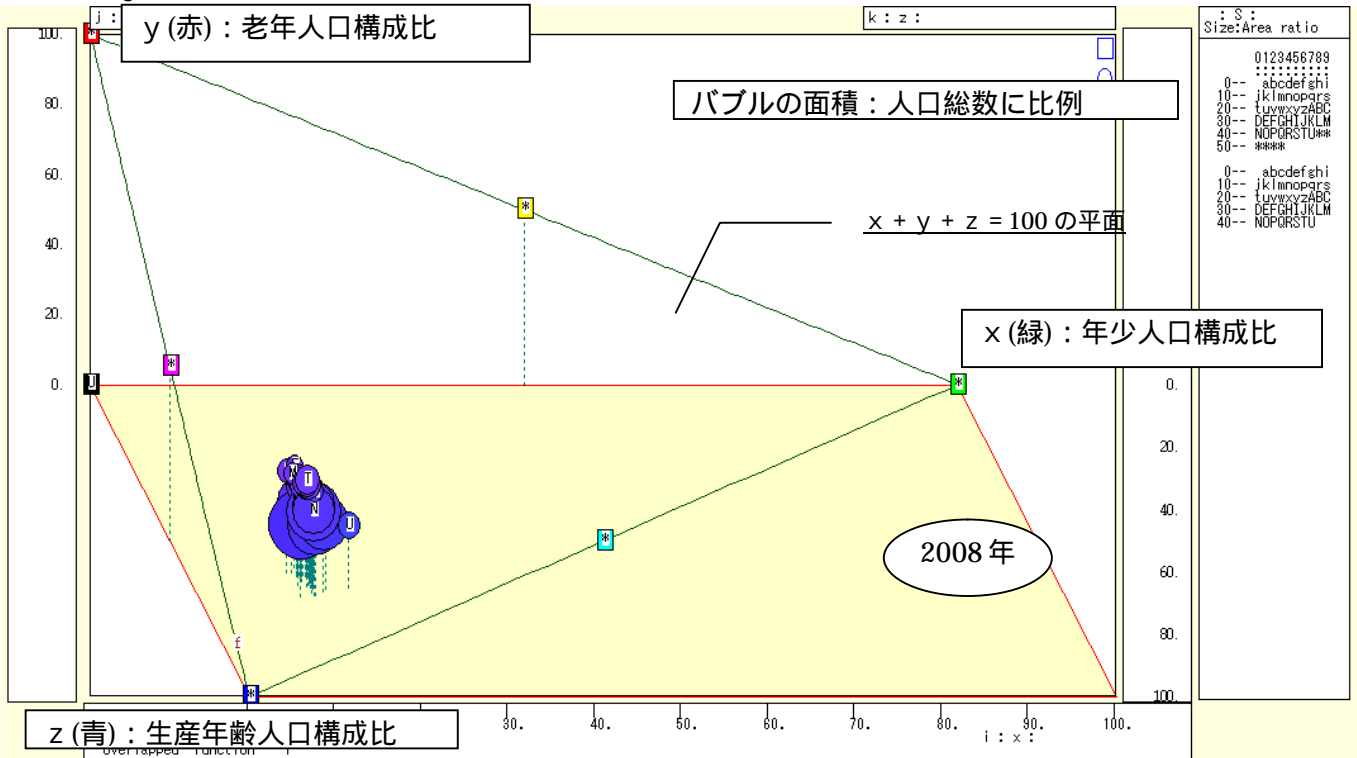 j :
y (赤)：老年人口構成比
k : z :
: S :
Size:Area ratio
0123456789
::::::::::
0-- abcdefghi
10-- jklmnopqrs
20-- tuvwxyzABC
30-- DEFGHIJKLM
40-- NOPQRSTU**
50-- ****
0-- abcdefghi
10-- jklmnopqrs
20-- tuvwxyzABC
30-- DEFGHIJKLM
40-- NOPQRSTU
100.
80.
60.
40.
20.
0.
バブルの面積：人口総数に比例
x + y + z = 100 の平面
x (緑)：年少人口構成比
*
*
*
U
*
*
*
0.
20.
40.
60.
80.
100.
T
N
U
f
2008 年
z (青)：生産年齢人口構成比
30.
40.
50.
60.
70.
80.
90.
100.
i : x :
overlapped function